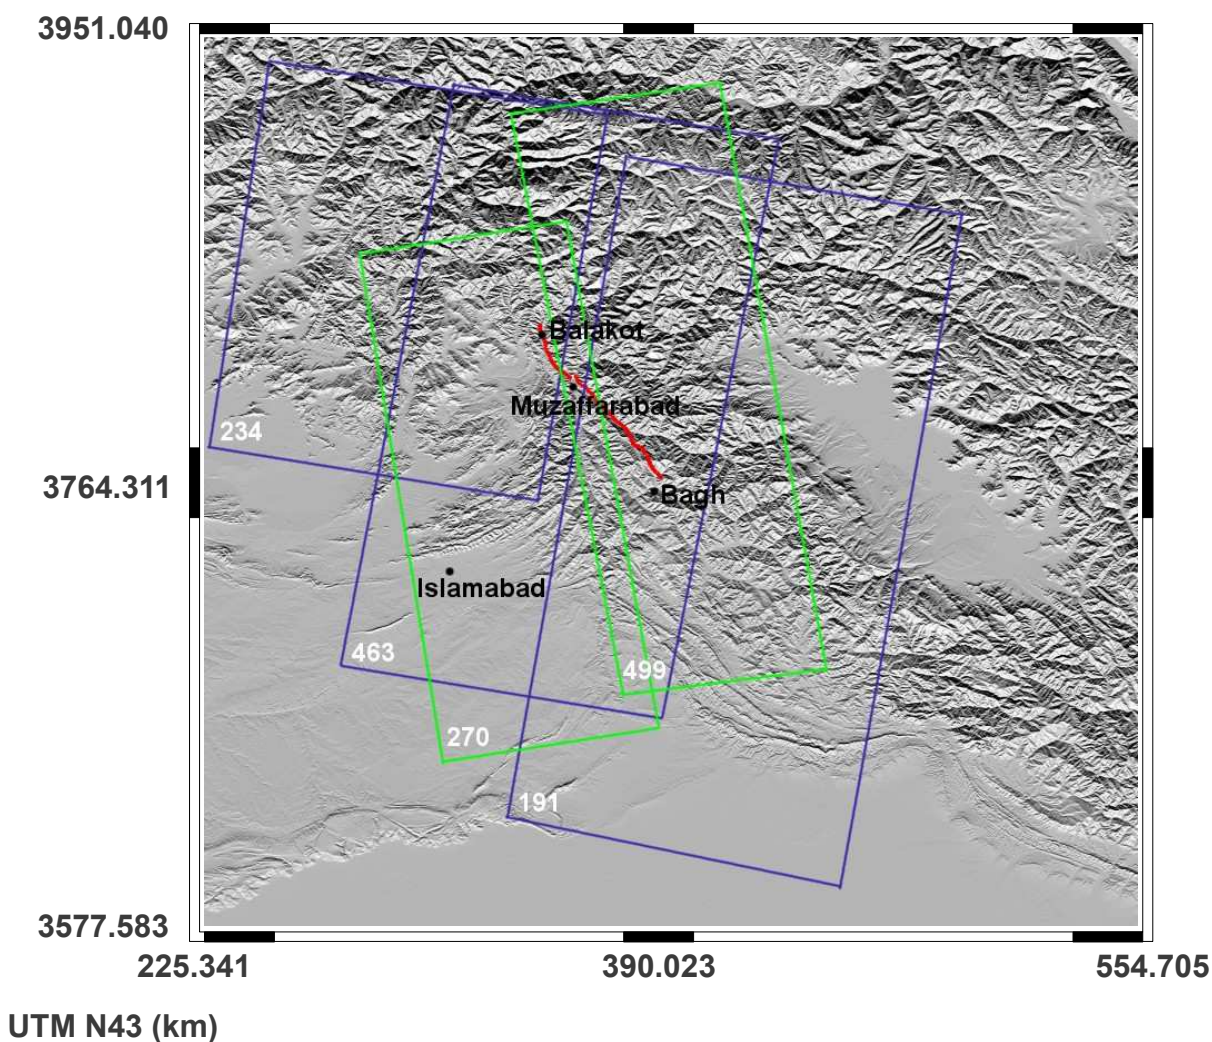 3951.040
Balakot
Muzaffarabad
234
3764.311
Bagh
Islamabad
463
499
270
191
3577.583
225.341
390.023
554.705
UTM N43 (km)